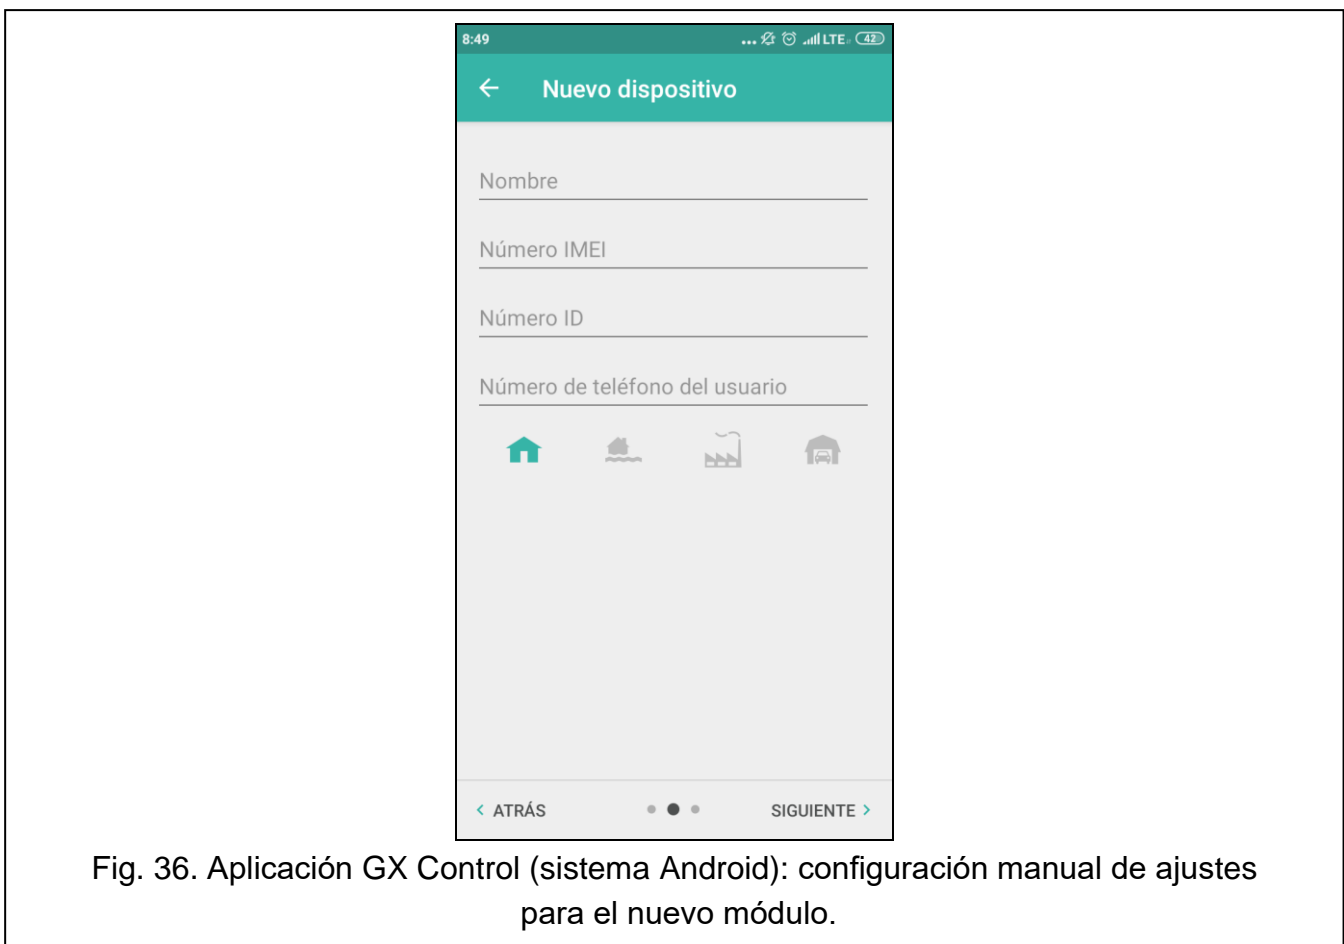 8:49 ... LTE 42
Nuevo dispositivo
Nombre
Número IMEI
Número ID
Número de teléfono del usuario
ATRÁS SIGUIENTE
Fig. 36. Aplicación GX Control (sistema Android): configuración manual de ajustes
para el nuevo módulo.